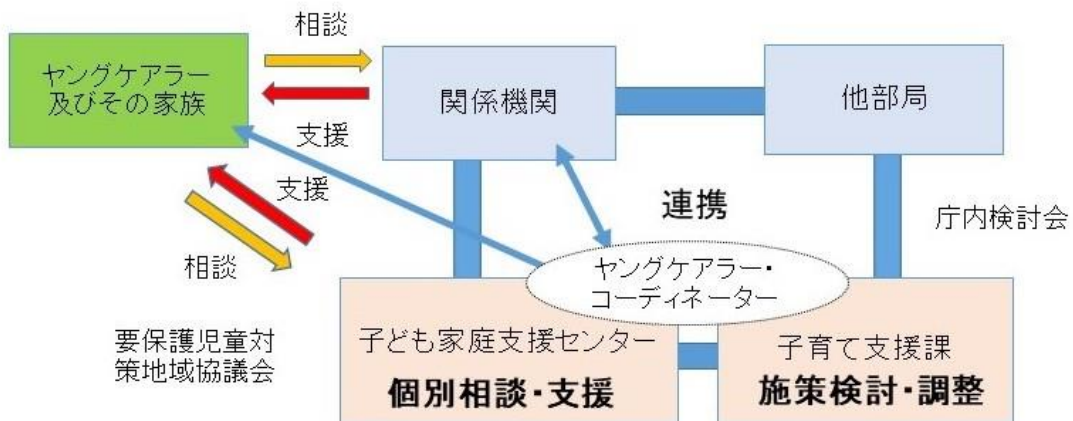 相談
ヤングケアラー
及びその家族
関係機関
他部局
支援
支援
連携
庁内検討会
相談
ヤングケアラー・
コーディネーター
要保護児童対
策地域協議会
子ども家庭支援センター
個別相談・支援
子育て支援課
施策検討・調整